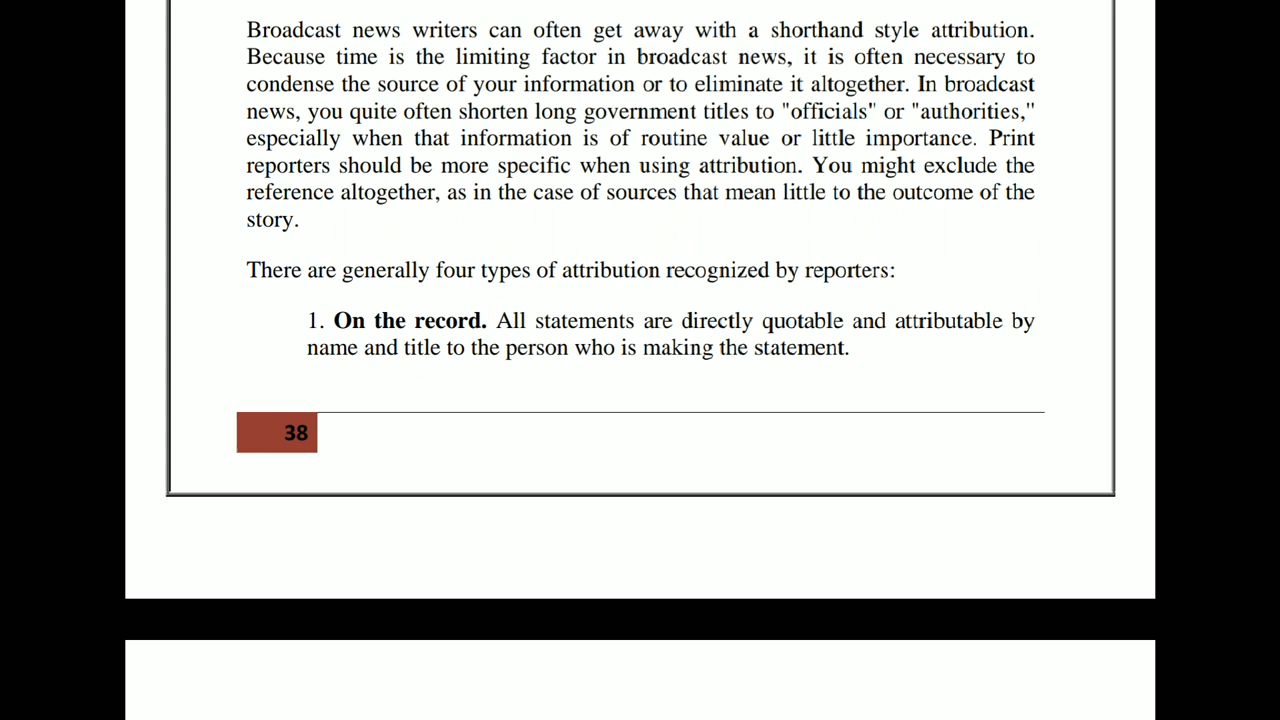 Broadcast news writers can often get away with a shorthand style attribution.
Because time is the limiting factor in broadcast news, it is often necessary to
condense the source of your information or to eliminate it altogether. In broadcast
news, you quite often shorten long government titles to "officials" or "authorities,"
especially when that information is of routine value or little importance. Print
reporters should be more specific when using attribution. You might exclude the
reference altogether, as in the case of sources that mean little to the outcome of the
story.
There are generally four types of attribution recognized by reporters:
1. On the record. All statements are directly quotable and attributable by
name and title to the person who is making the statement.
38